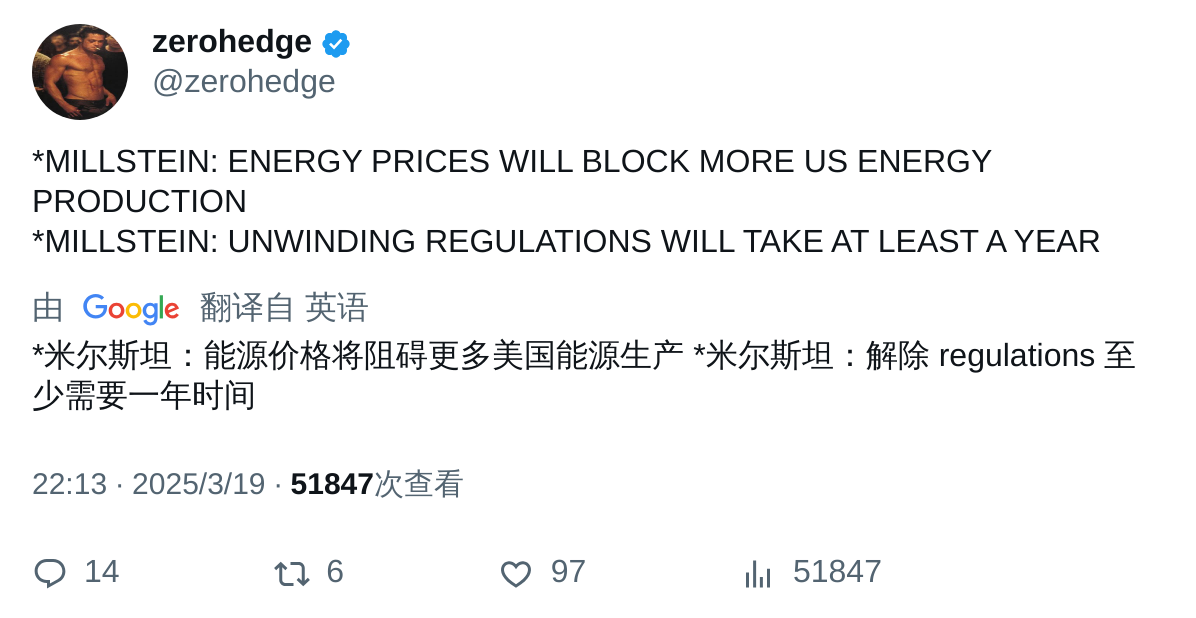 zerohedge
@zerohedge
*MILLSTEIN: ENERGY PRICES WILL BLOCK MORE US ENERGY
PRODUCTION
*MILLSTEIN: UNWINDING REGULATIONS WILL TAKE AT LEAST A YEAR
由 Google 翻译自 英语
*米尔斯坦：能源价格将阻碍更多美国能源生产 *米尔斯坦：解除 regulations 至
少需要一年时间
22:13 · 2025/3/19 · 51847次查看
14 6 97 51847